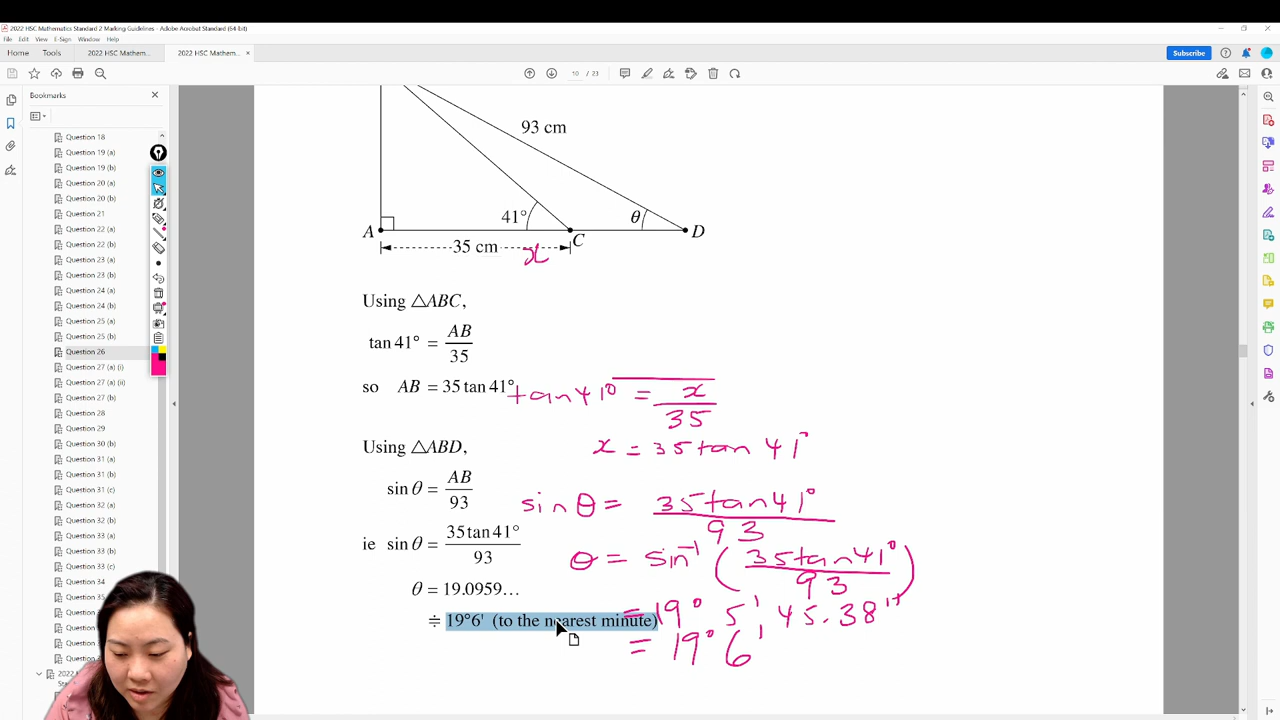 2022 HSC Mathematics Standard 2 Marking Guidelines - Adobe Acrobat Standard (64-bit)
File Edit View E-Sign Window Help
Home Tools 2022 HSC Mathem... 2022 HSC Mathem... × Subscribe
10 / 23
Bookmarks
Question 18
Question 19 (a)
Question 19 (b)
Question 20 (a)
Question 20 (b)
Question 21
Question 22 (a)
Question 22 (b)
Question 23 (a)
Question 23 (b)
Question 24 (a)
Question 24 (b)
Question 25 (a)
Question 25 (b)
Question 26
Question 27 (a) (i)
Question 27 (a) (ii)
Question 27 (b)
Question 28
Question 29
Question 30 (b)
Question 31 (a)
Question 31 (b)
Question 31 (c)
Question 32 (a)
Question 32 (b)
Question 33 (a)
Question 33 (b)
Question 33 (c)
Question 34
93 cm
41° θ
A C D
35 cm
x
Using △ABC,
tan 41° = AB/35
so AB = 35 tan 41°
tan 41° = x/35
x = 35 tan 41°
Using △ABD,
sin θ = AB/93
sin θ = 35 tan 41°/93
ie sin θ = 35 tan 41°/93
θ = sin⁻¹ (35 tan 41°/93)
θ = 19.0959…
= 19° 5' 45.38"
≑ 19°6' (to the nearest minute)
= 19° 6'